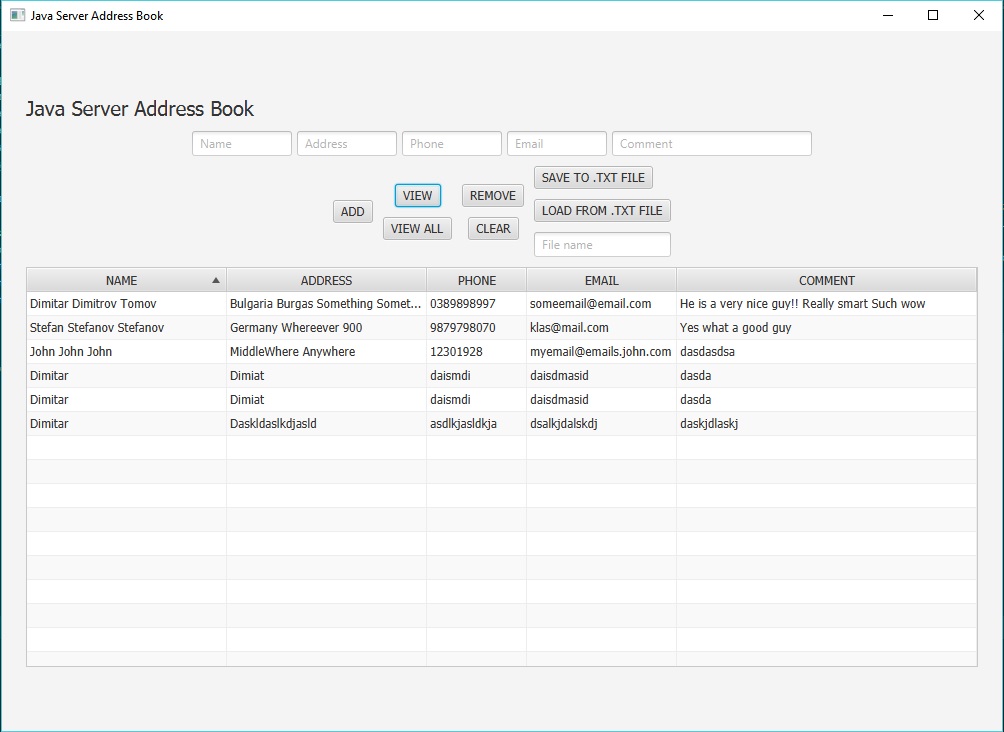 Java Server Address Book
Java Server Address Book
Name Address Phone Email Comment
SAVE TO .TXT FILE
VIEW REMOVE
ADD LOAD FROM .TXT FILE
VIEW ALL CLEAR
File name
NAME ADDRESS PHONE EMAIL COMMENT
Dimitar Dimitrov Tomov Bulgaria Burgas Something Somet... 0389898997 someemail@email.com He is a very nice guy!! Really smart Such wow
Stefan Stefanov Stefanov Germany Whereever 900 9879798070 klas@mail.com Yes what a good guy
John John John MiddleWhere Anywhere 12301928 myemail@emails.john.com dasdasdsa
Dimitar Dimiat daismdi daisdmasid dasda
Dimitar Dimiat daismdi daisdmasid dasda
Dimitar Daskldaslkdjasld asdlkjasldkja dsalkjdalskdj daskjdlaskj